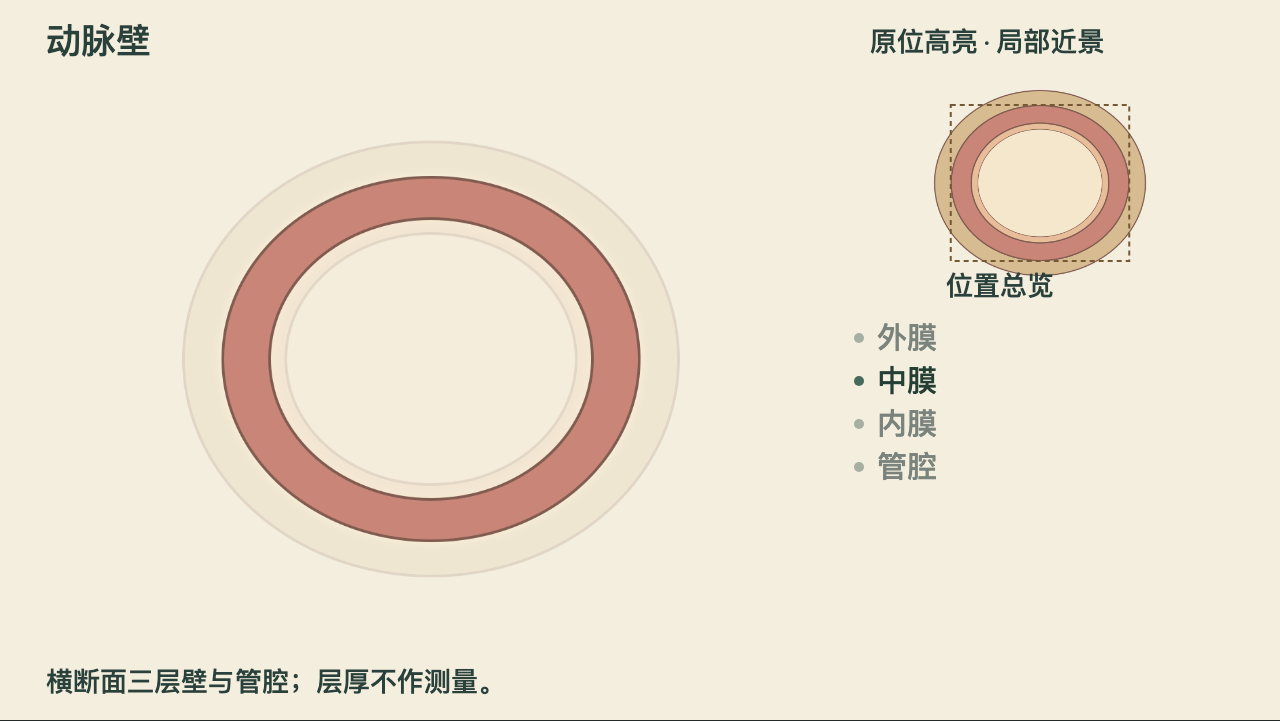 动脉壁
原位高亮 · 局部近景
位置总览
外膜
中膜
内膜
管腔
横断面三层壁与管腔；层厚不作测量。